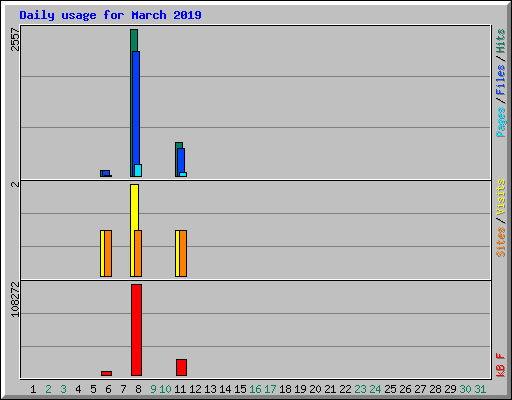 Daily usage for March 2019
2557
Pages / Files / Hits
2
Sites / Visits
108272
kB F
1 2 3 4 5 6 7 8 9 10 11 12 13 14 15 16 17 18 19 20 21 22 23 24 25 26 27 28 29 30 31